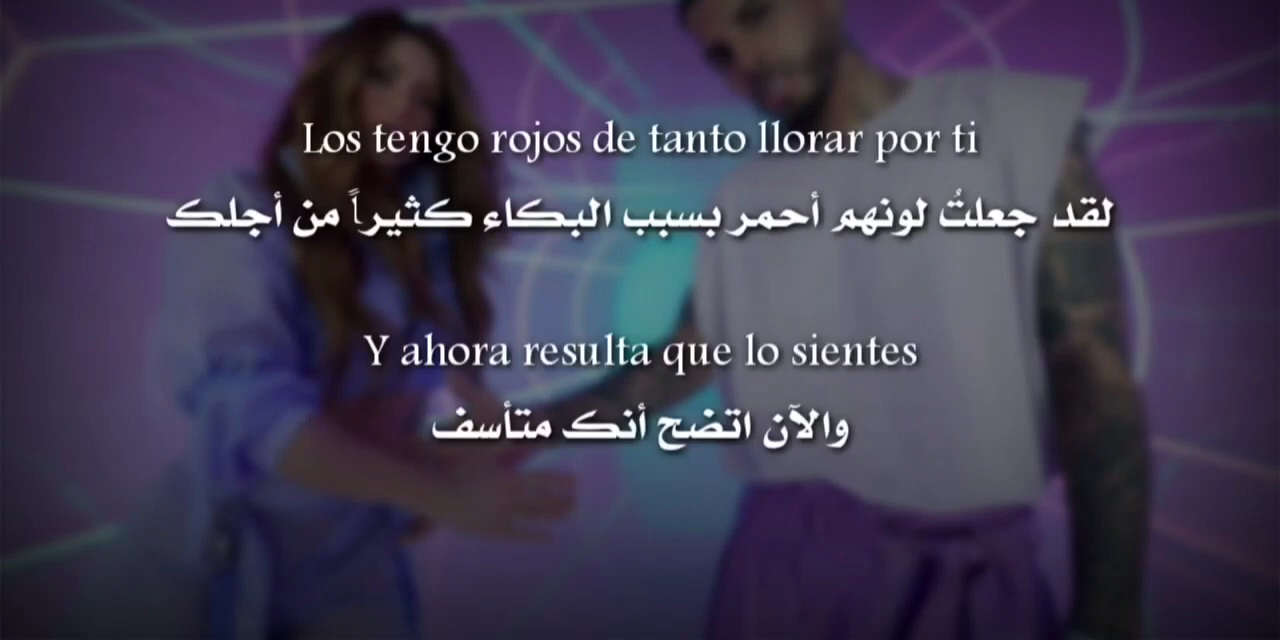 Los tengo rojos de tanto llorar por ti
لقد جعلتُ لونهم أحمر بسبب البكاء كثيراً من أجلك
Y ahora resulta que lo sientes
والآن اتضح أنك متأسف